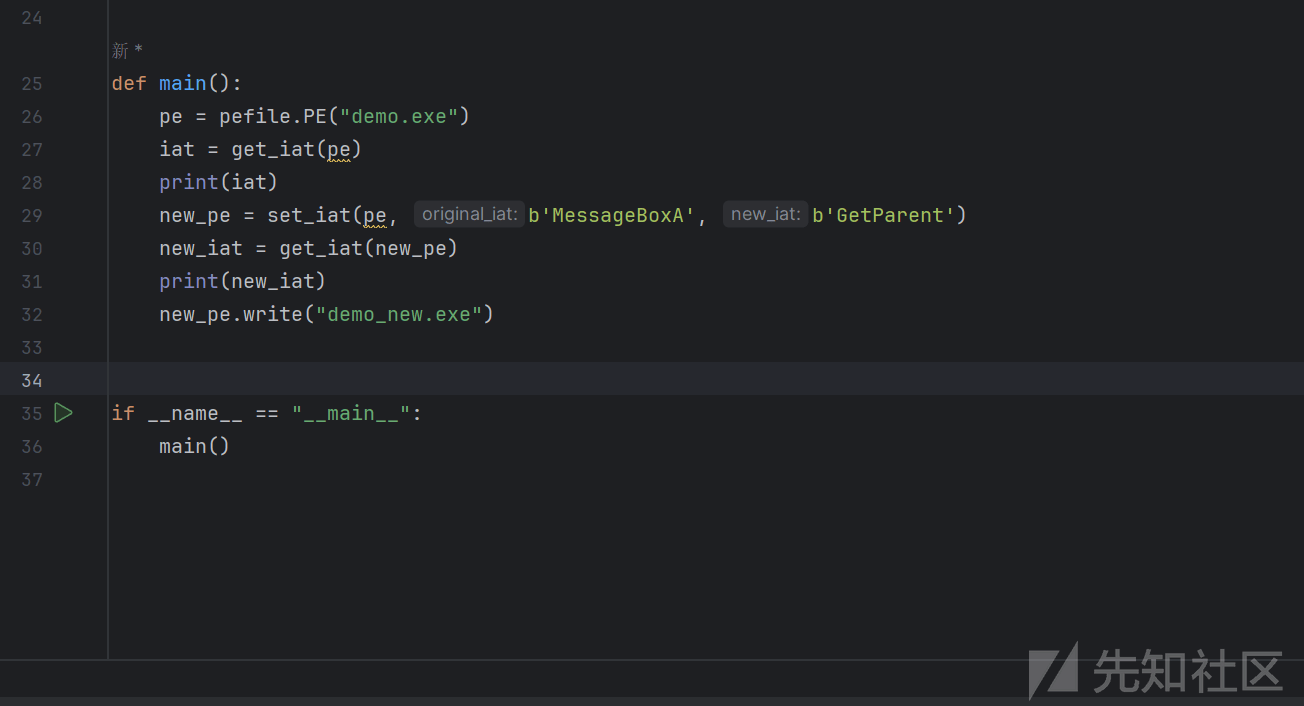 24
新 *
25 def main():
26     pe = pefile.PE("demo.exe")
27     iat = get_iat(pe)
28     print(iat)
29     new_pe = set_iat(pe, original_iat: b'MessageBoxA', new_iat: b'GetParent')
30     new_iat = get_iat(new_pe)
31     print(new_iat)
32     new_pe.write("demo_new.exe")
33
34
35 if __name__ == "__main__":
36     main()
37
先知社区